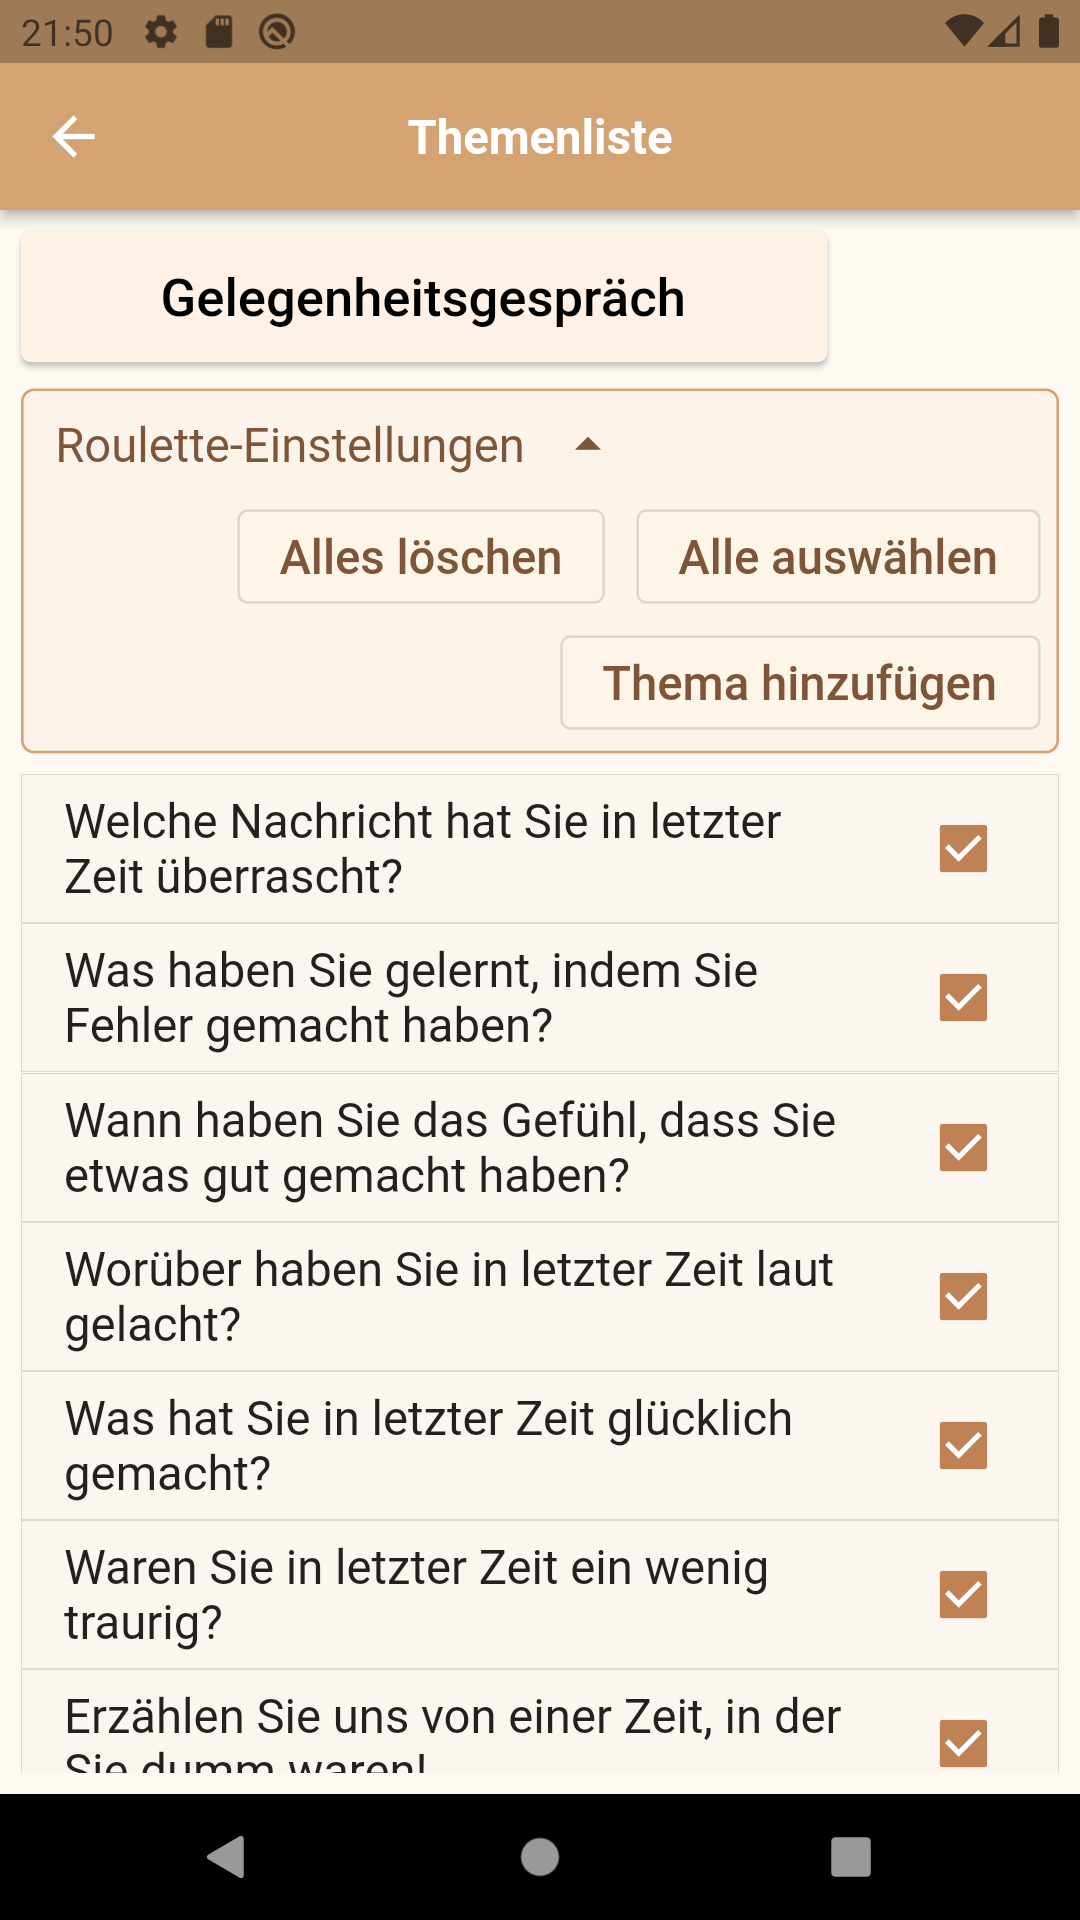 21:50
Themenliste
Gelegenheitsgespräch
Roulette-Einstellungen
Alles löschen
Alle auswählen
Thema hinzufügen
Welche Nachricht hat Sie in letzter
Zeit überrascht?
Was haben Sie gelernt, indem Sie
Fehler gemacht haben?
Wann haben Sie das Gefühl, dass Sie
etwas gut gemacht haben?
Worüber haben Sie in letzter Zeit laut
gelacht?
Was hat Sie in letzter Zeit glücklich
gemacht?
Waren Sie in letzter Zeit ein wenig
traurig?
Erzählen Sie uns von einer Zeit, in der
Sie dumm waren!